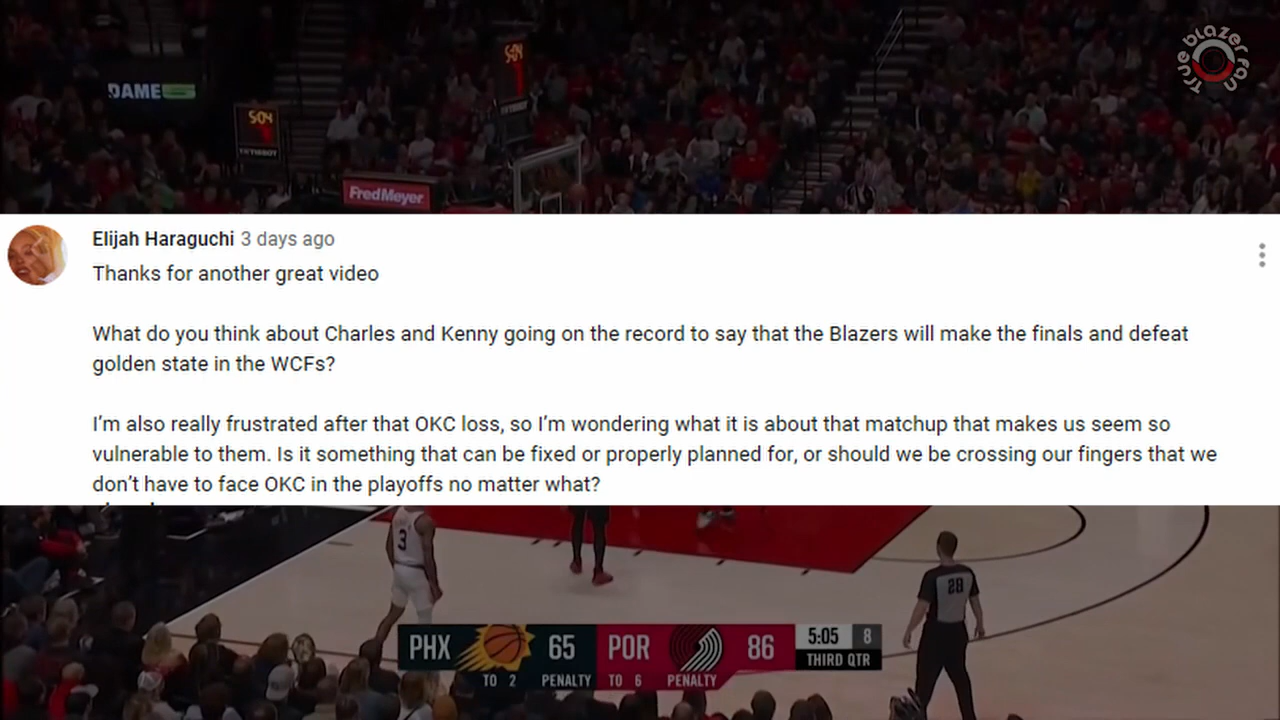 true blazer fan
DAME
504
504
TISSOT
TISSOT
FredMeyer
Elijah Haraguchi 3 days ago
Thanks for another great video
What do you think about Charles and Kenny going on the record to say that the Blazers will make the finals and defeat
golden state in the WCFs?
I’m also really frustrated after that OKC loss, so I’m wondering what it is about that matchup that makes us seem so
vulnerable to them. Is it something that can be fixed or properly planned for, or should we be crossing our fingers that we
don’t have to face OKC in the playoffs no matter what?
3
28
PHX 65 POR 86 5:05 8
THIRD QTR
TO 2 PENALTY TO 6 PENALTY